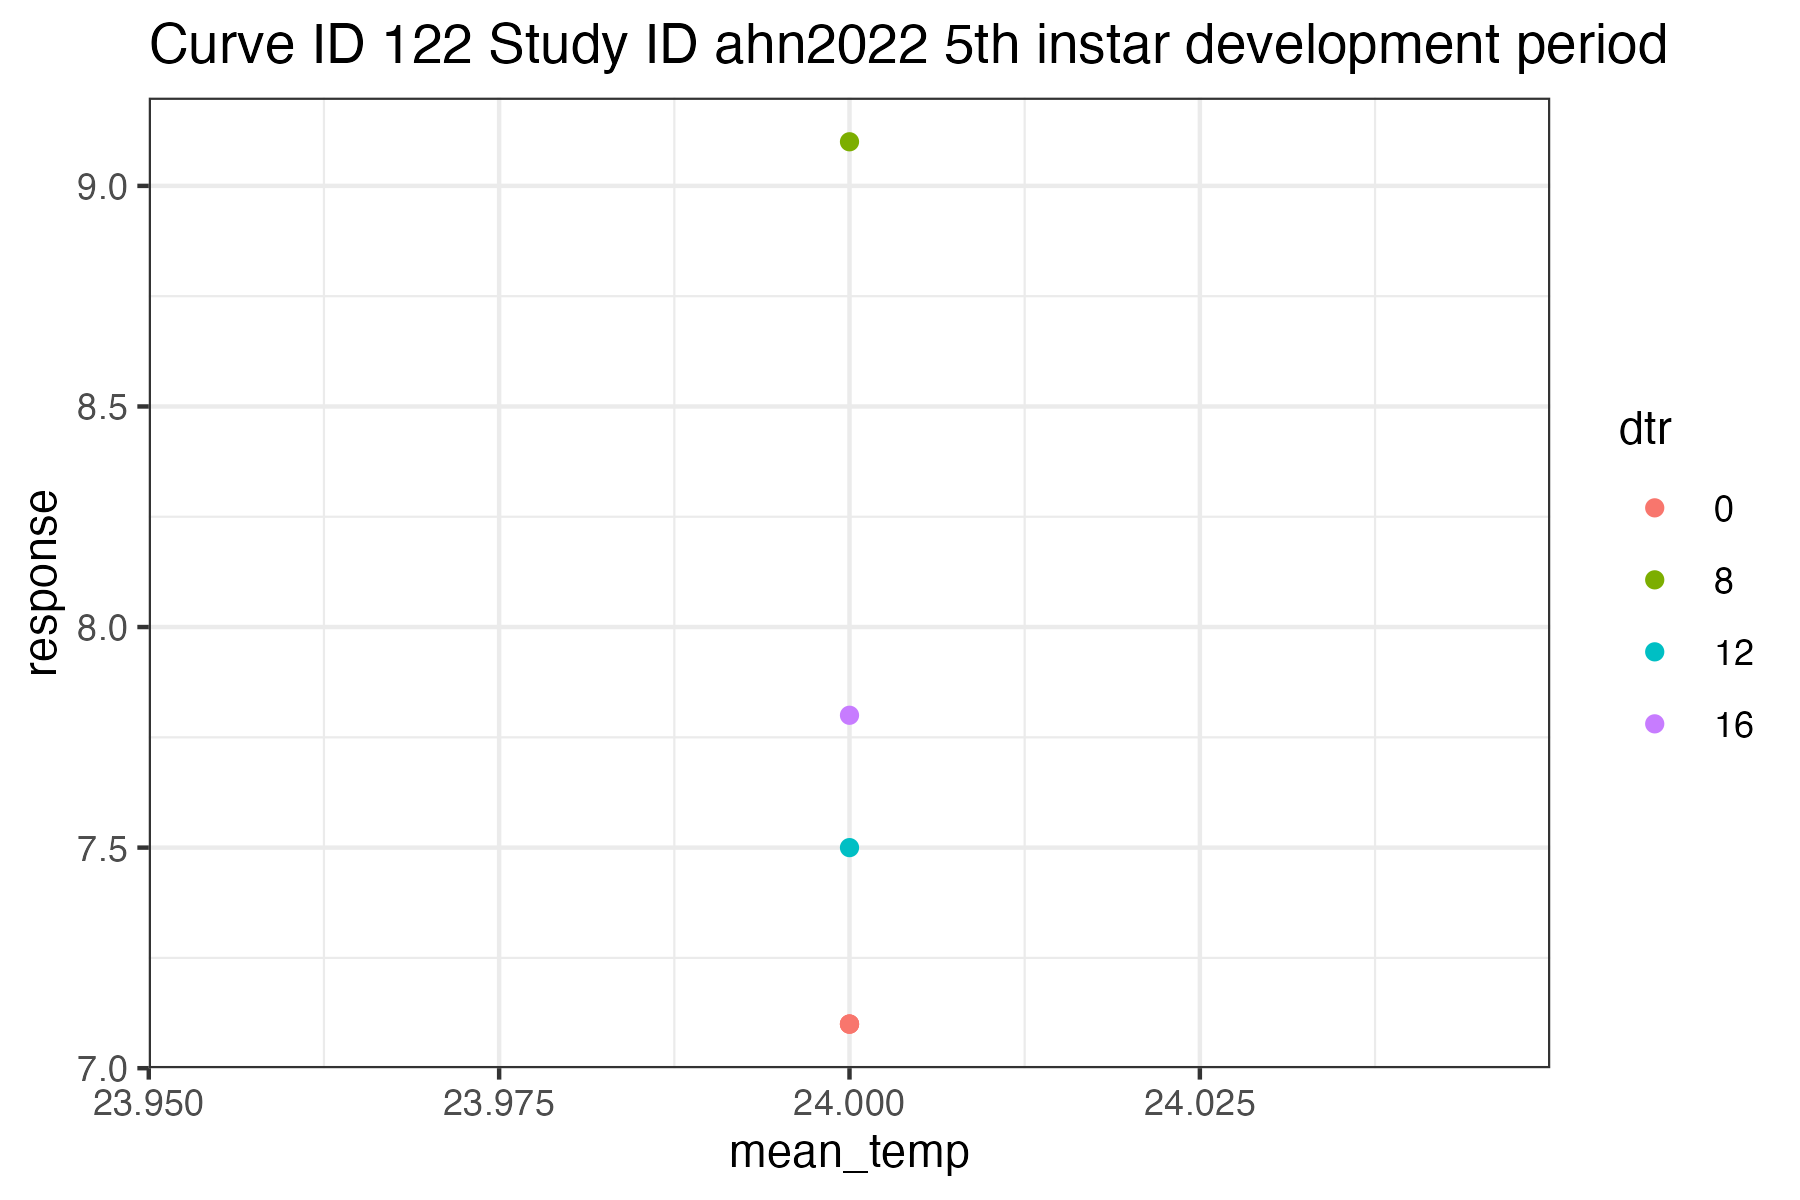 Curve ID 122 Study ID ahn2022 5th instar development period
9.0
8.5
8.0
7.5
7.0
response
23.950 23.975 24.000 24.025
mean_temp
dtr
0
8
12
16